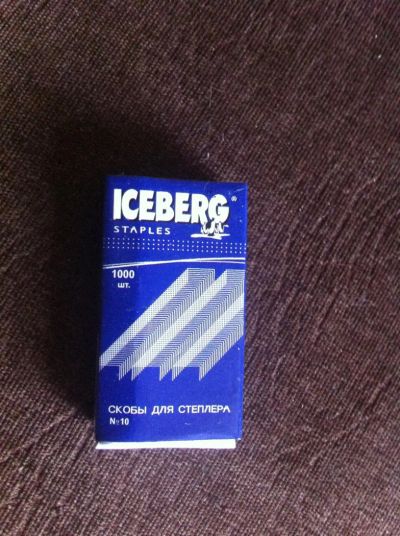 ICEBERG®
STAPLES
1000
шт.
СКОБЫ ДЛЯ СТЕПЛЕРА
№10